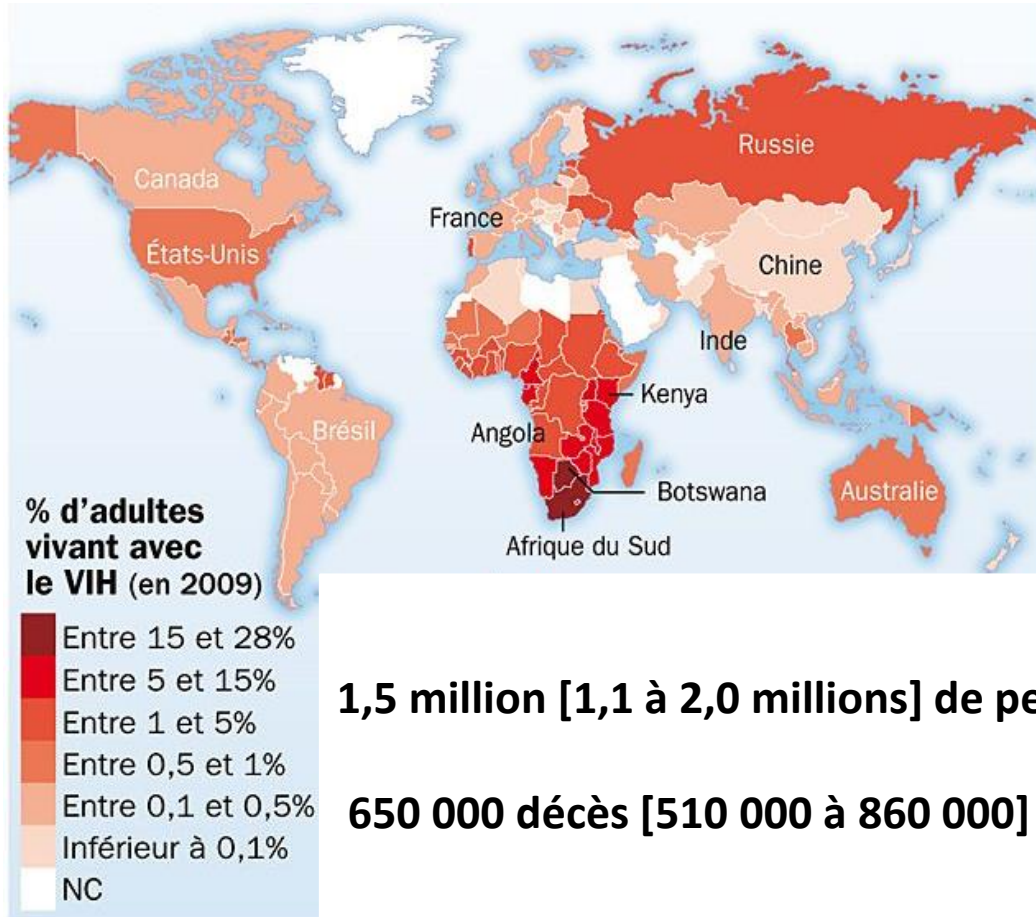 Canada
Russie
France
États-Unis
Chine
Inde
Kenya
Brésil
Angola
Botswana
Australie
Afrique du Sud
% d'adultes
vivant avec
le VIH (en 2009)
Entre 15 et 28%
Entre 5 et 15%
Entre 1 et 5%
Entre 0,5 et 1%
Entre 0,1 et 0,5%
Inférieur à 0,1%
NC
1,5 million [1,1 à 2,0 millions] de pe
650 000 décès [510 000 à 860 000]